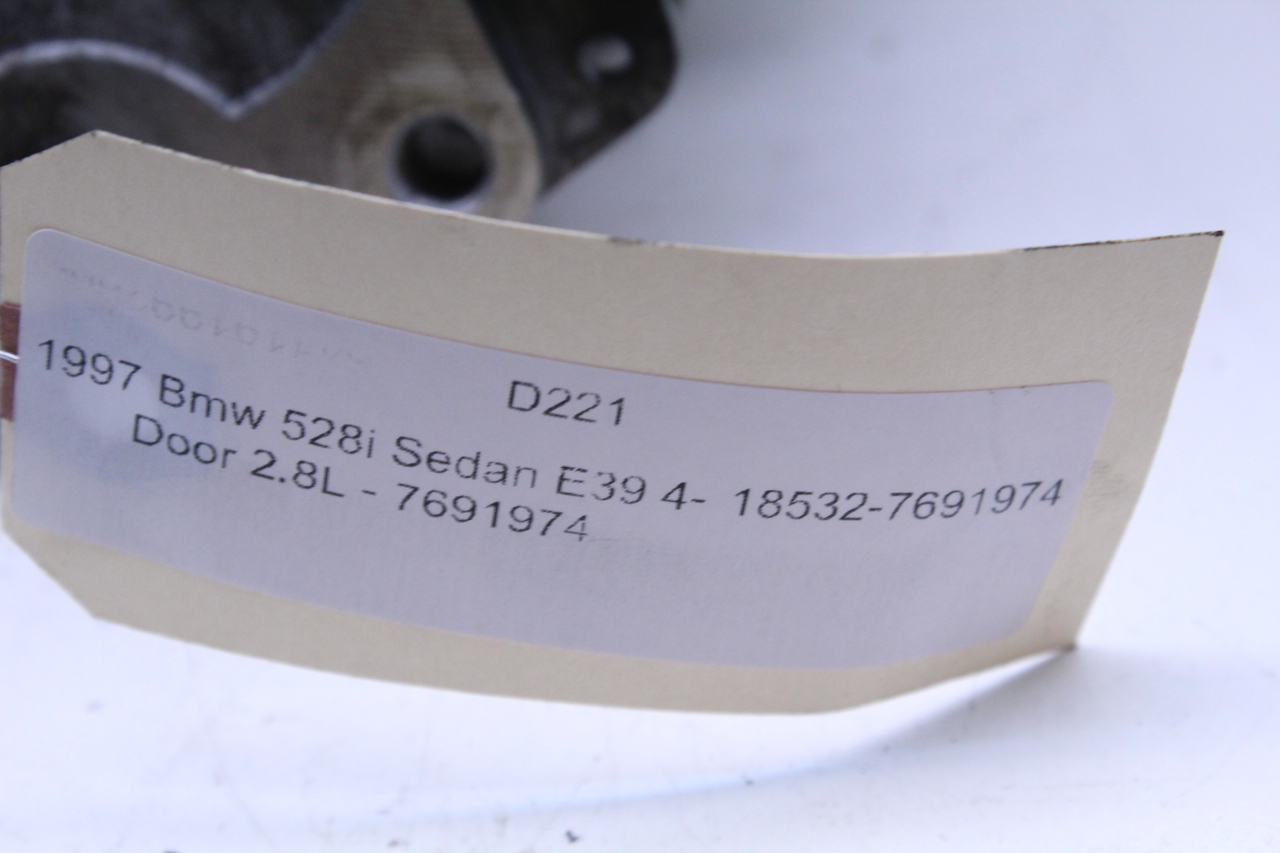 D221
1997 Bmw 528i Sedan E39 4- 18532-7691974
Door 2.8L - 7691974